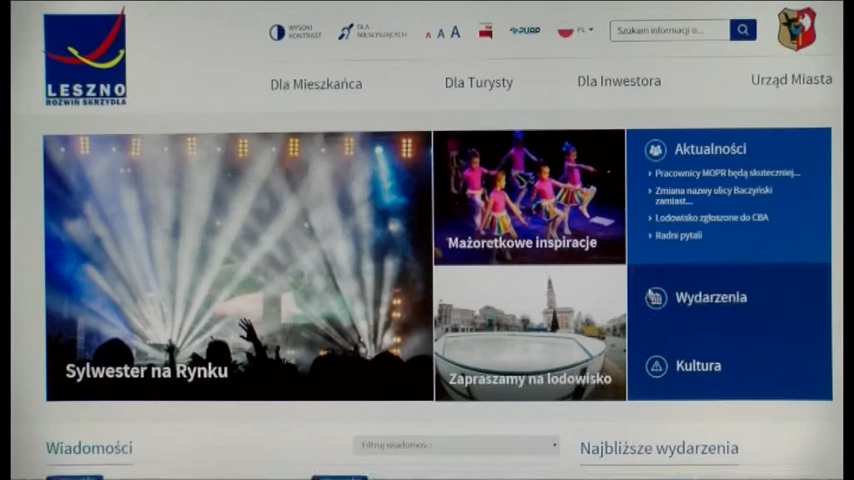 WYSOKI
KONTRAST
DLA
NIESŁYSZĄCYCH
A A A
PUAP
PL
Szukam informacji o...
LESZNO
ROZWIŃ SKRZYDŁA
Dla Mieszkańca
Dla Turysty
Dla Inwestora
Urząd Miasta
Sylwester na Rynku
Mażoretkowe inspiracje
Zapraszamy na lodowisko
Aktualności
Pracownicy MOPR będą skuteczniej...
Zmiana nazwy ulicy Baczyński
zamiast...
Lodowisko zgłoszone do CBA
Radni pytali
Wydarzenia
Kultura
Wiadomości
Filtruj wiadomości
Najbliższe wydarzenia